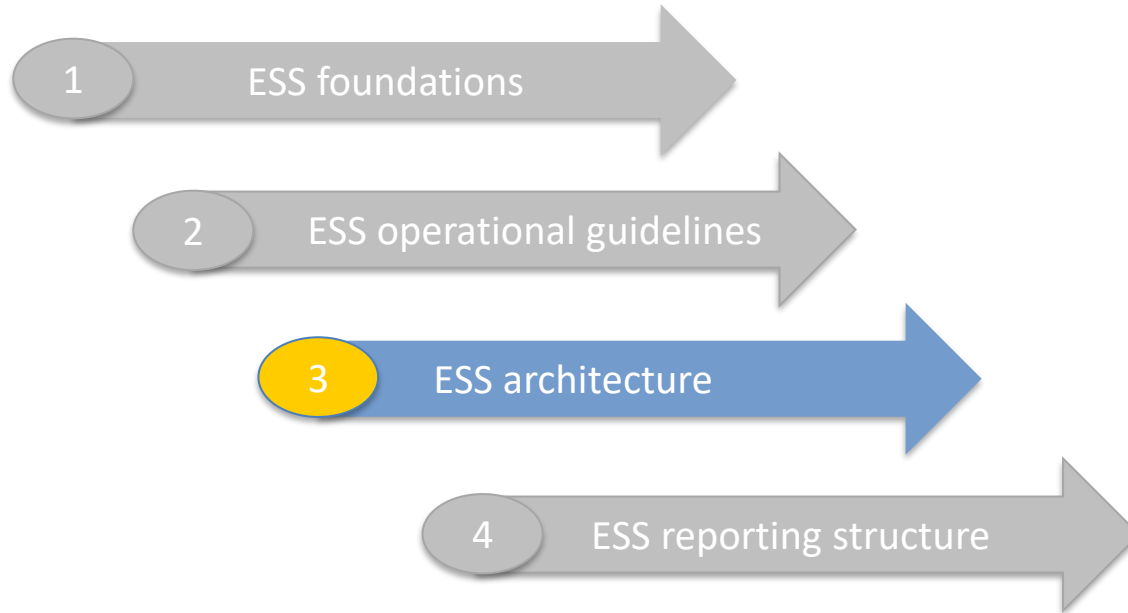 1
ESS foundations
2
ESS operational guidelines
3
ESS architecture
4
ESS reporting structure